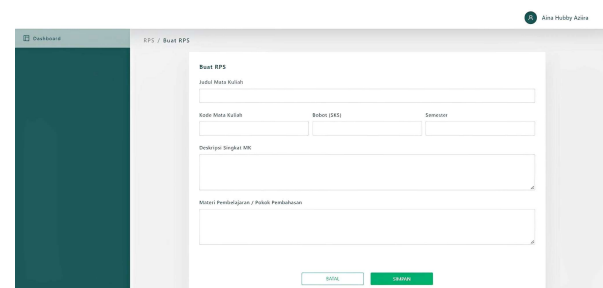 A Aina Hubby Aziira
Dashboard
RPS / Buat RPS
Buat RPS
Judul Mata Kuliah
Kode Mata Kuliah Bobot (SKS) Semester
Deskripsi Singkat MK
Materi Pembelajaran / Pokok Pembahasan
BATAL SIMPAN